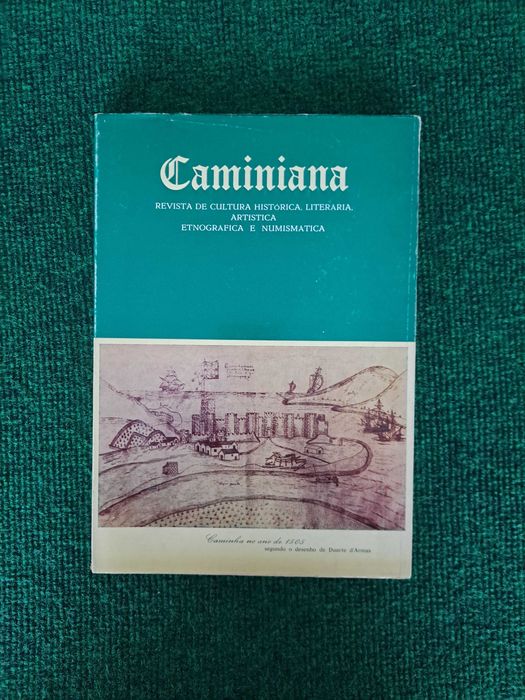 Caminiana
REVISTA DE CULTURA HISTÓRICA, LITERARIA,
ARTISTICA
ETNOGRAFICA E NUMISMATICA
Caminha no ano de 1505
segundo o desenho de Duarte d'Armas